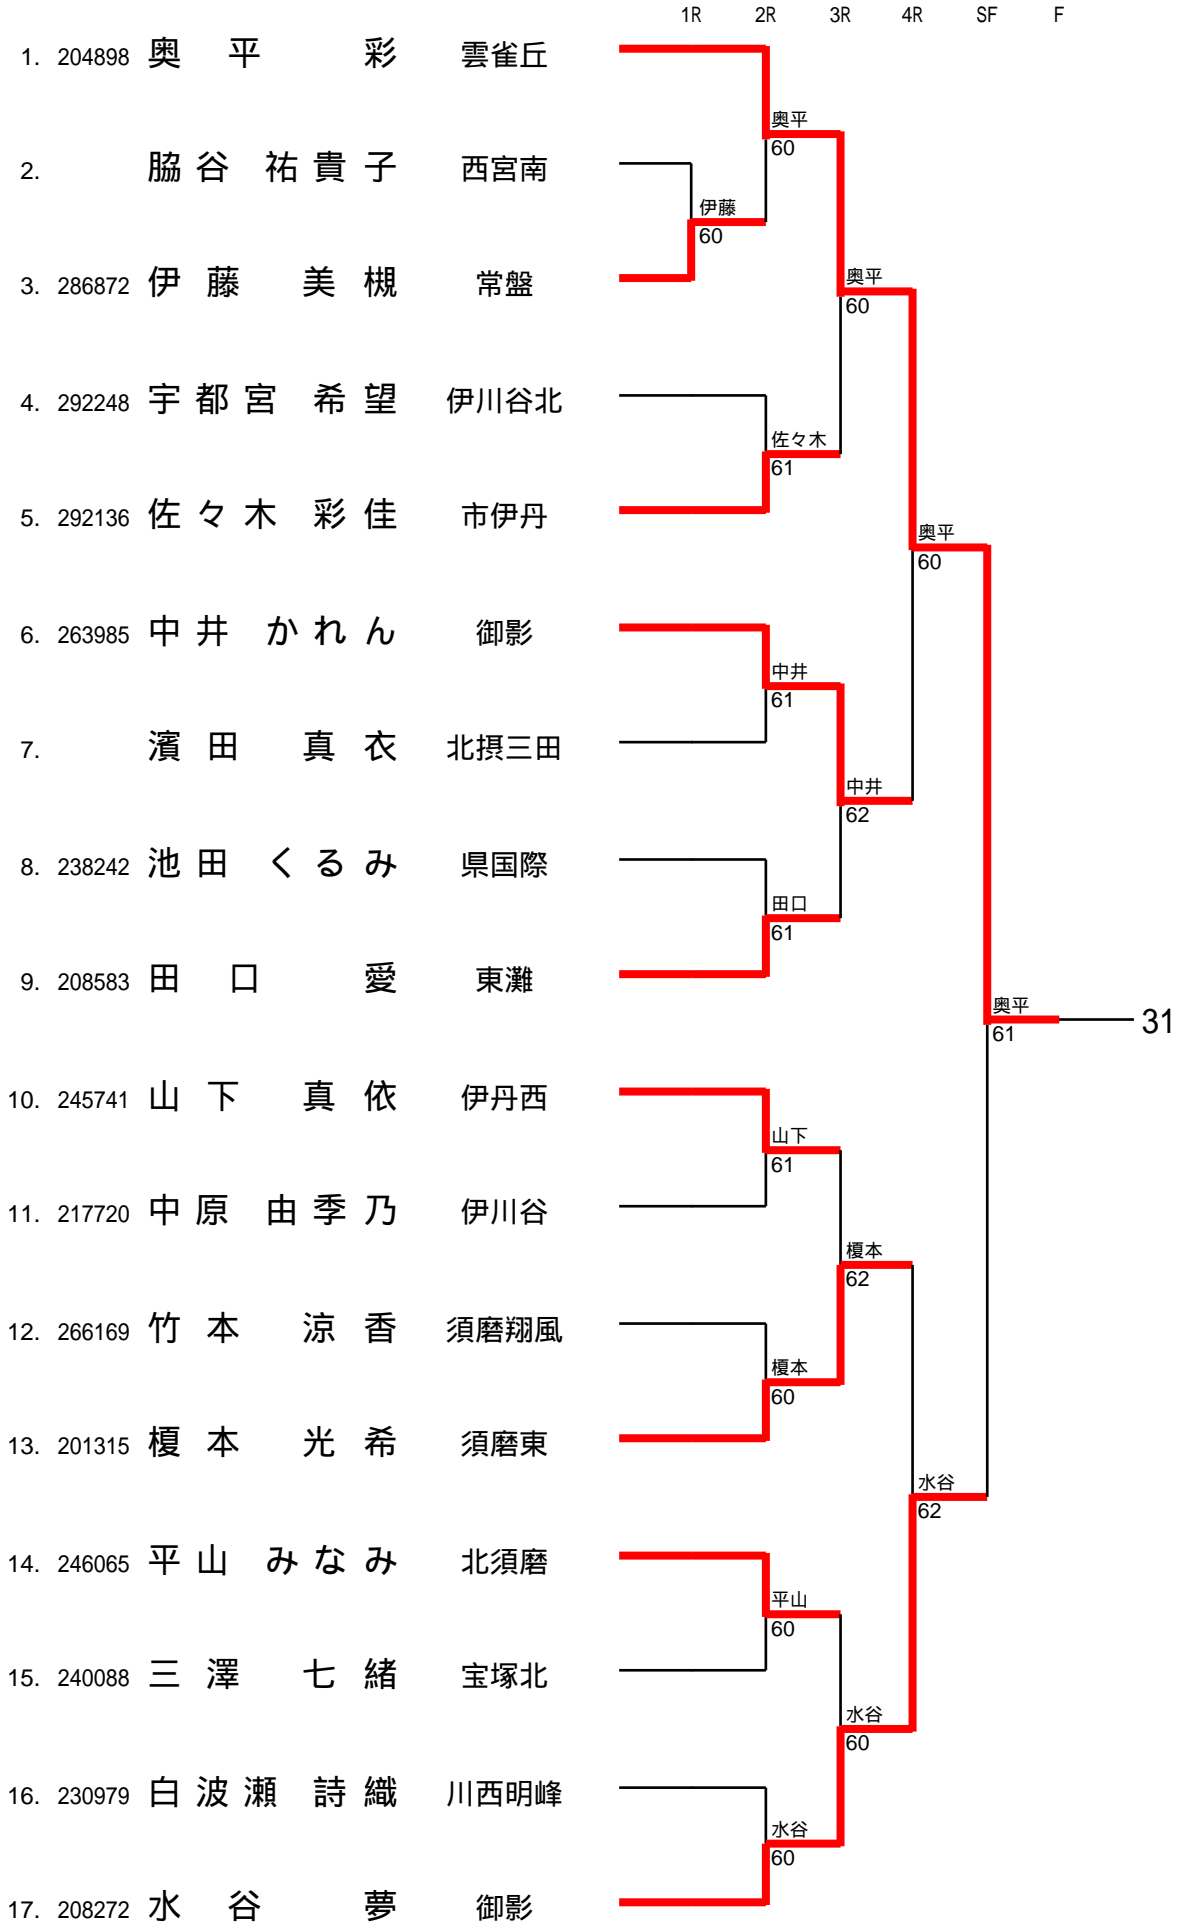 1R 2R 3R 4R SF F
1. 204898 奥平 彩 雲雀丘
奥平
60
2. 脇谷 祐貴子 西宮南
伊藤
60
3. 286872 伊藤 美槻 常盤
奥平
60
4. 292248 宇都宮 希望 伊川谷北
佐々木
61
5. 292136 佐々木 彩佳 市伊丹
奥平
60
6. 263985 中井 かれん 御影
中井
61
7. 濱田 真衣 北摂三田
中井
62
8. 238242 池田 くるみ 県国際
田口
61
9. 208583 田口 愛 東灘
奥平
61
31
10. 245741 山下 真依 伊丹西
山下
61
11. 217720 中原 由季乃 伊川谷
榎本
62
12. 266169 竹本 涼香 須磨翔風
榎本
60
13. 201315 榎本 光希 須磨東
水谷
62
14. 246065 平山 みなみ 北須磨
平山
60
15. 240088 三澤 七緒 宝塚北
水谷
60
16. 230979 白波瀬 詩織 川西明峰
水谷
60
17. 208272 水谷 夢 御影